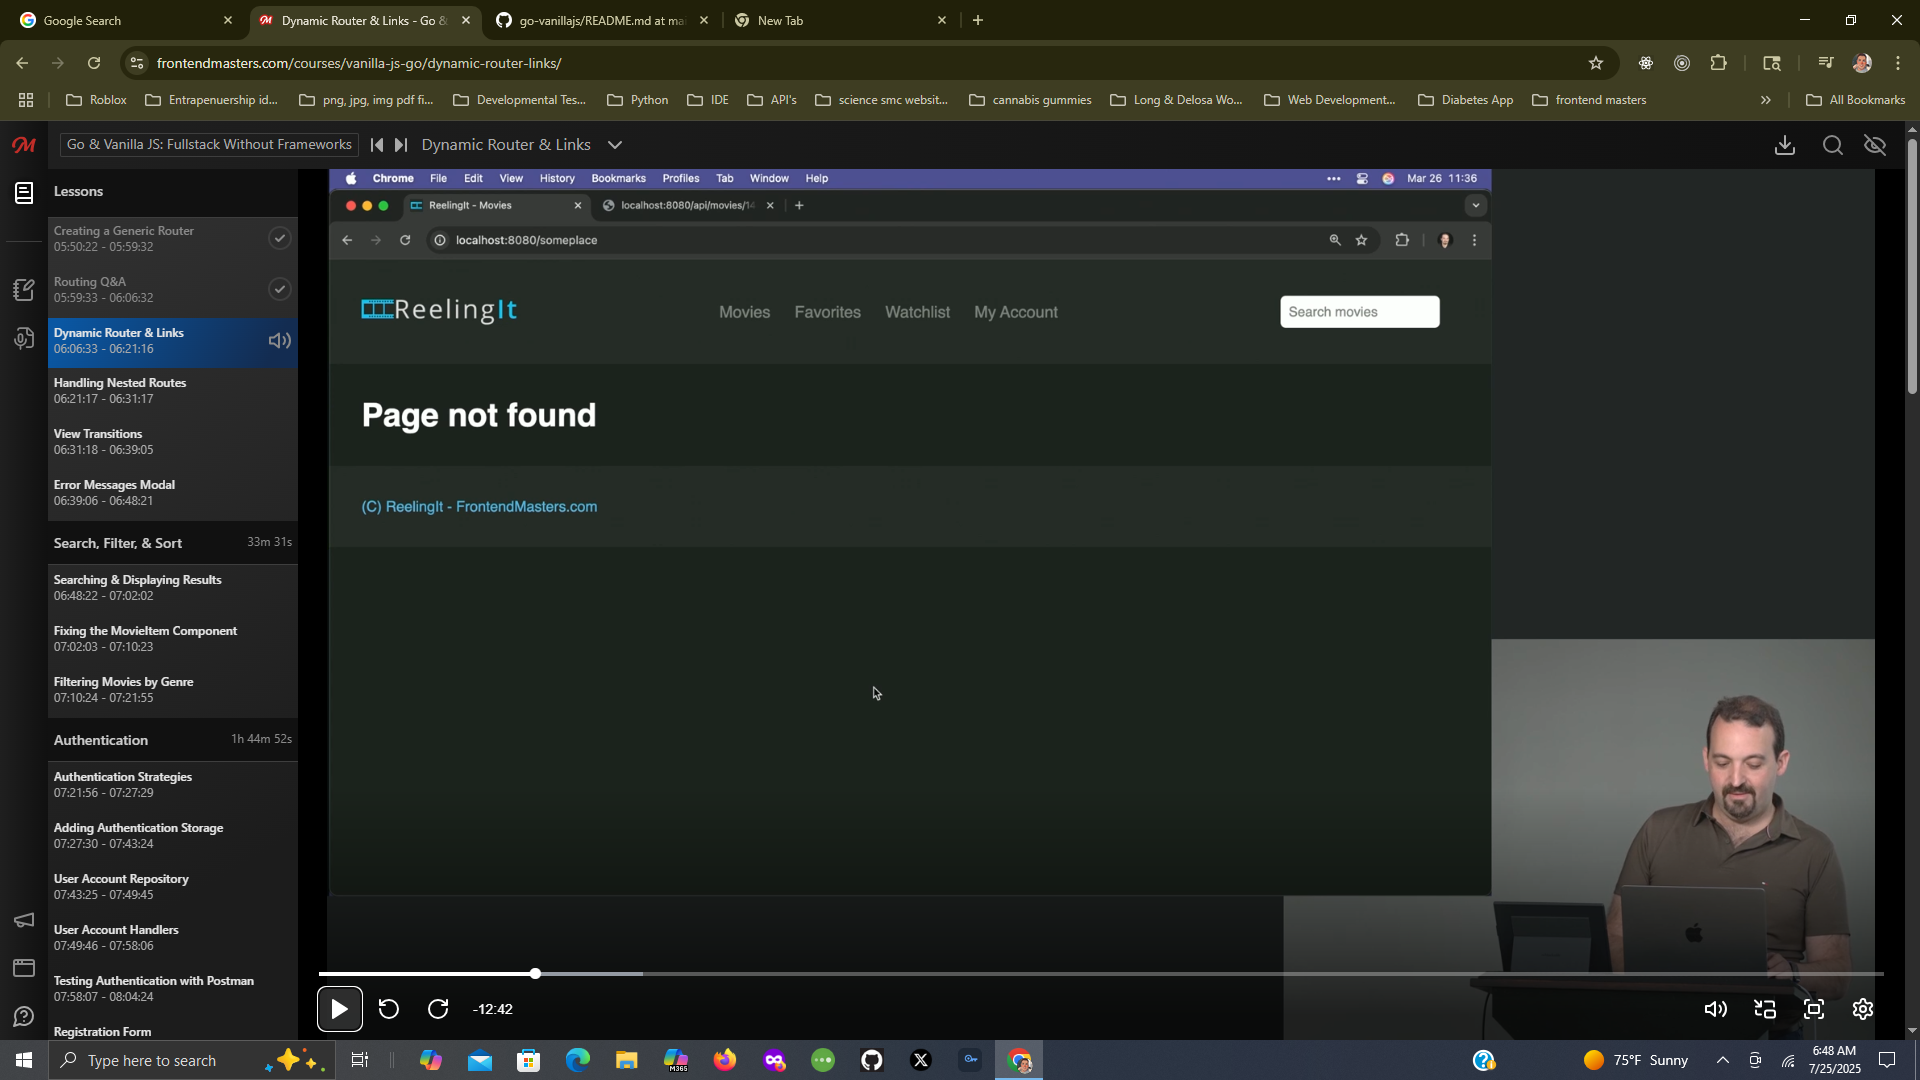 Google Search
Dynamic Router & Links - Go &
go-vanillajs/README.md at ma
New Tab
frontendmasters.com/courses/vanilla-js-go/dynamic-router-links/
Roblox
Entrapenuership id...
png, jpg, img pdf fi...
Developmental Tes...
Python
IDE
API's
science smc websit...
cannabis gummies
Long & Delosa Wo...
Web Development...
Diabetes App
frontend masters
All Bookmarks
Go & Vanilla JS: Fullstack Without Frameworks
Dynamic Router & Links
Lessons
Creating a Generic Router
05:50:22 - 05:59:32
Routing Q&A
05:59:33 - 06:06:32
Dynamic Router & Links
06:06:33 - 06:21:16
Handling Nested Routes
06:21:17 - 06:31:17
View Transitions
06:31:18 - 06:39:05
Error Messages Modal
06:39:06 - 06:48:21
Search, Filter, & Sort 33m 31s
Searching & Displaying Results
06:48:22 - 07:02:02
Fixing the MovieItem Component
07:02:03 - 07:10:23
Filtering Movies by Genre
07:10:24 - 07:21:55
Authentication 1h 44m 52s
Authentication Strategies
07:21:56 - 07:27:29
Adding Authentication Storage
07:27:30 - 07:43:24
User Account Repository
07:43:25 - 07:49:45
User Account Handlers
07:49:46 - 07:58:06
Testing Authentication with Postman
07:58:07 - 08:04:24
Registration Form
Chrome File Edit View History Bookmarks Profiles Tab Window Help
Mar 26 11:36
ReelingIt - Movies
localhost:8080/api/movies/14
localhost:8080/someplace
ReelingIt
Movies Favorites Watchlist My Account
Search movies
Page not found
(C) ReelingIt - FrontendMasters.com
-12:42
Type here to search
M365
75°F Sunny
6:48 AM
7/25/2025